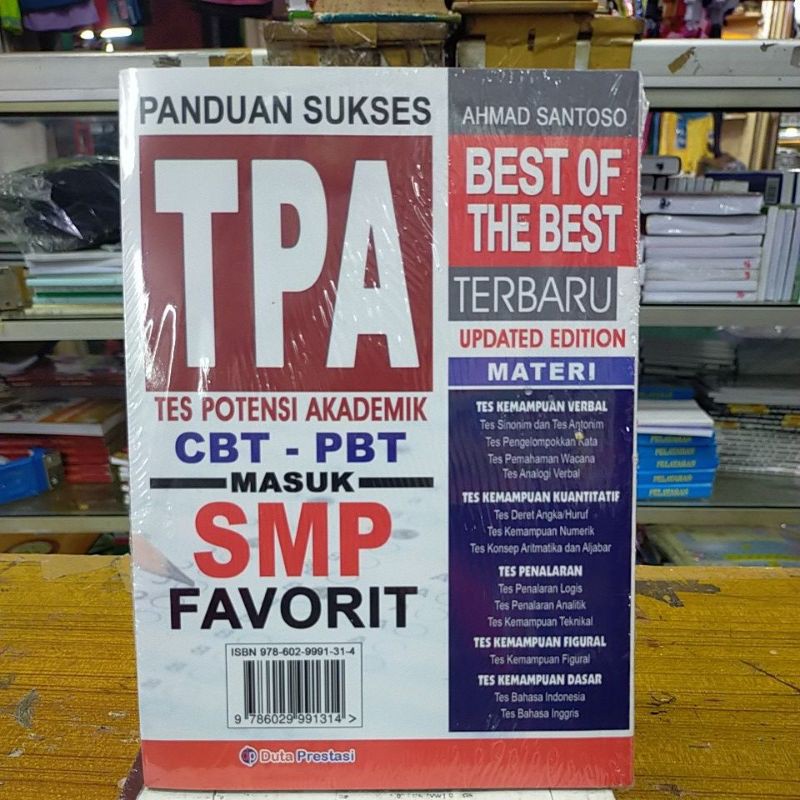 PANDUAN SUKSES
TPA
TES POTENSI AKADEMIK
CBT - PBT
MASUK
SMP
FAVORIT
ISBN 978-602-9991-31-4
9 786029 991314 >
dp Duta Prestasi
AHMAD SANTOSO
BEST OF
THE BEST
TERBARU
UPDATED EDITION
MATERI
TES KEMAMPUAN VERBAL
Tes Sinonim dan Tes Antonim
Tes Pengelompokkan Kata
Tes Pemahaman Wacana
Tes Analogi Verbal
TES KEMAMPUAN KUANTITATIF
Tes Deret Angka/Huruf
Tes Kemampuan Numerik
Tes Konsep Aritmatika dan Aljabar
TES PENALARAN
Tes Penalaran Logis
Tes Penalaran Analitik
Tes Kemampuan Teknikal
TES KEMAMPUAN FIGURAL
Tes Kemampuan Figural
TES KEMAMPUAN DASAR
Tes Bahasa Indonesia
Tes Bahasa Inggris
PELAYARAN
PELAYARAN
PELAYARAN